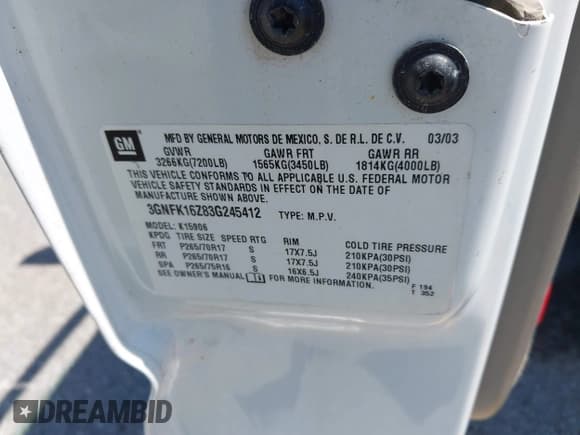 GM
MFD BY GENERAL MOTORS DE MEXICO, S. DE R.L. DE C.V. 03/03
GVWR GAWR FRT GAWR RR
3266KG(7200LB) 1565KG(3450LB) 1814KG(4000LB)
THIS VEHICLE CONFORMS TO ALL APPLICABLE U.S. FEDERAL MOTOR
VEHICLE SAFETY STANDARDS IN EFFECT ON THE DATE OF
MANUFACTURE SHOWN ABOVE.
3GNFK16Z83G245412 TYPE: M.P.V.
MODEL: K15906
KPDG TIRE SIZE SPEED RTG RIM COLD TIRE PRESSURE
FRT P265/70R17 S 17X7.5J 210KPA(30PSI)
RR P265/70R17 S 17X7.5J 210KPA(30PSI)
SPA P265/75R16 S 16X6.5J 240KPA(35PSI)
SEE OWNER'S MANUAL FOR MORE INFORMATION.
F 194
T 352
DREAMBID